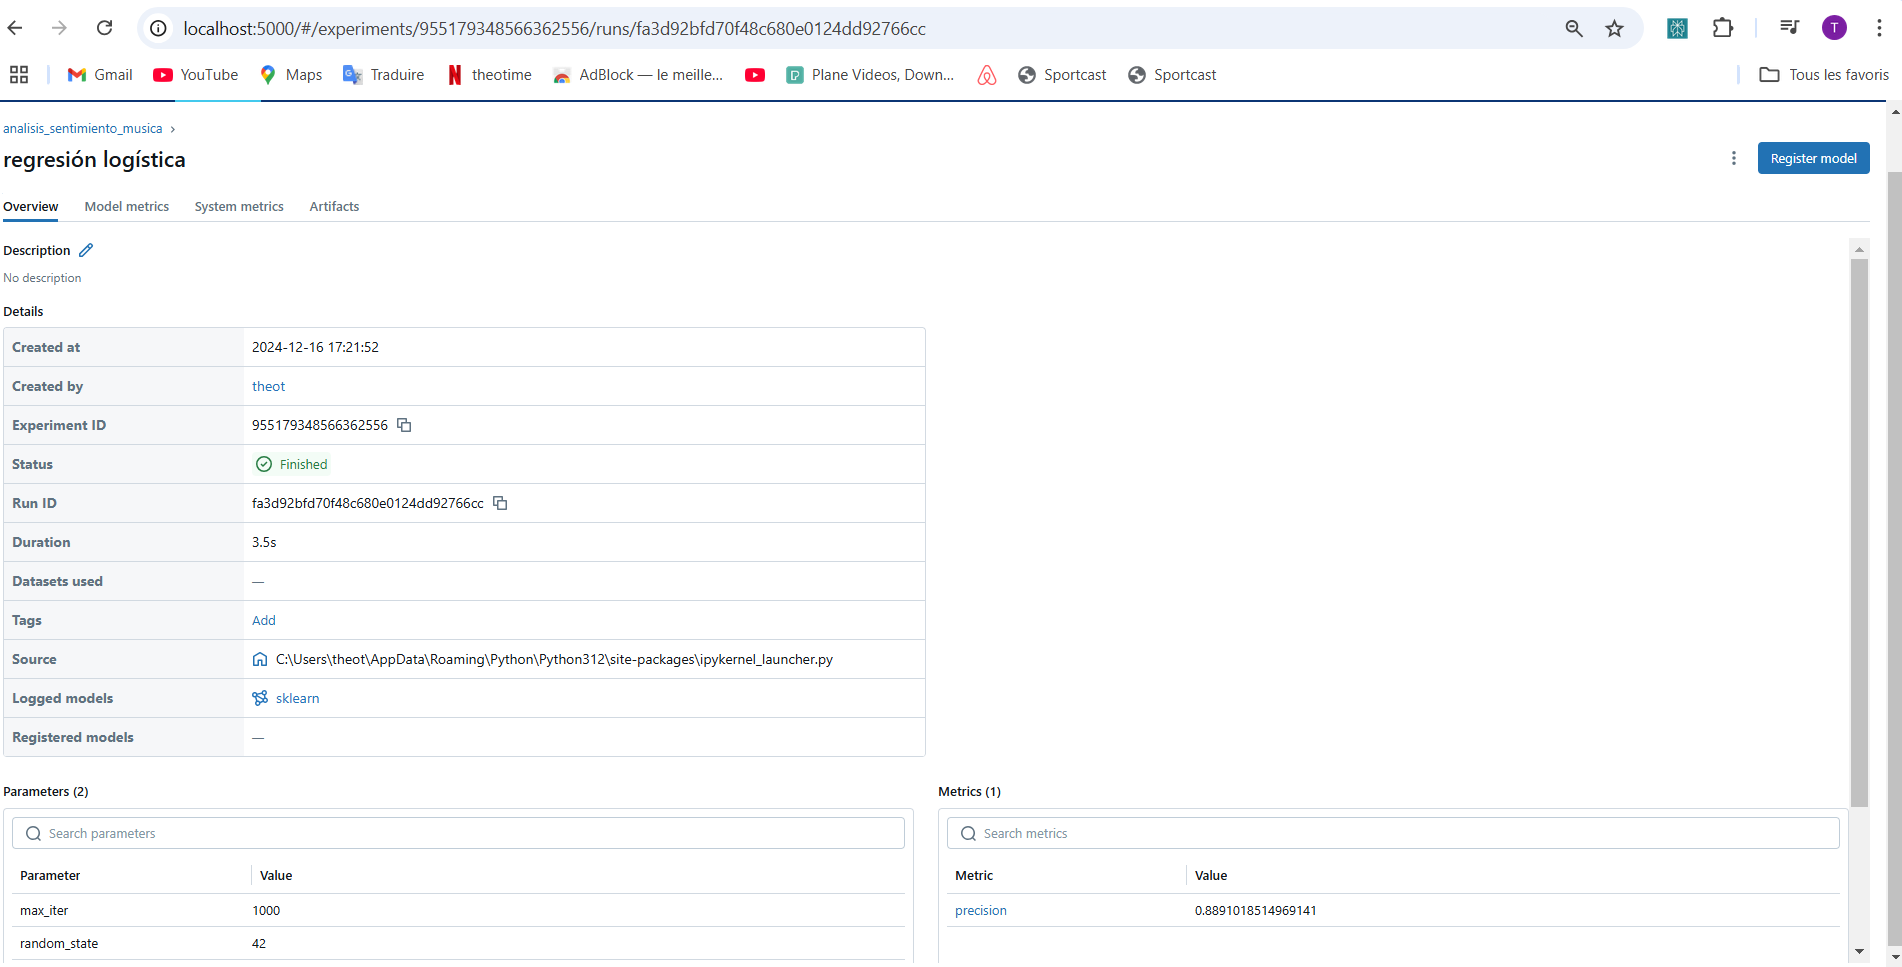 localhost:5000/#/experiments/955179348566362556/runs/fa3d92bfd70f48c680e0124dd92766cc
T
Gmail YouTube Maps Traduire theotime AdBlock — le meille... Plane Videos, Down... Sportcast Sportcast Tous les favoris
analisis_sentimiento_musica
regresión logística
Register model
Overview Model metrics System metrics Artifacts
Description
No description
Details
Created at 2024-12-16 17:21:52
Created by theot
Experiment ID 955179348566362556
Status Finished
Run ID fa3d92bfd70f48c680e0124dd92766cc
Duration 3.5s
Datasets used —
Tags Add
Source C:\Users\theot\AppData\Roaming\Python\Python312\site-packages\ipykernel_launcher.py
Logged models sklearn
Registered models —
Parameters (2)
Search parameters
Parameter Value
max_iter 1000
random_state 42
Metrics (1)
Search metrics
Metric Value
precision 0.8891018514969141